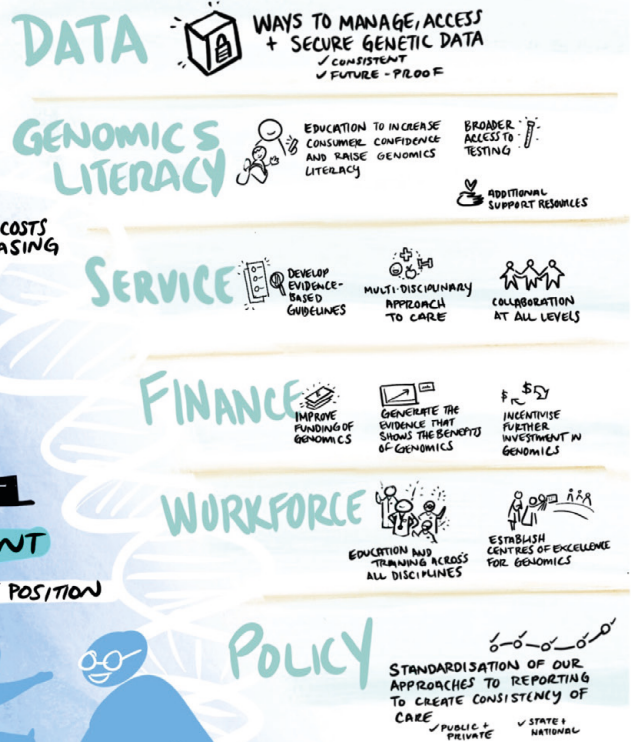 DATA
WAYS TO MANAGE, ACCESS
+ SECURE GENETIC DATA
✓ CONSISTENT
✓ FUTURE-PROOF
GENOMICS
LITERACY
EDUCATION TO INCREASE
CONSUMER CONFIDENCE
AND RAISE GENOMICS
LITERACY
BROADER
ACCESS TO
TESTING
ADDITIONAL
SUPPORT RESOURCES
COSTS
ASING
SERVICE
DEVELOP
EVIDENCE-
BASED
GUIDELINES
MULTI-DISCIPLINARY
APPROACH
TO CARE
COLLABORATION
AT ALL LEVELS
FINANCE
IMPROVE
FUNDING OF
GENOMICS
GENERATE THE
EVIDENCE THAT
SHOWS THE BENEFITS
OF GENOMICS
$ $
INCENTIVISE
FURTHER
INVESTMENT IN
GENOMICS
WORKFORCE
EDUCATION AND
TRAINING ACROSS
ALL DISCIPLINES
ESTABLISH
CENTRES OF EXCELLENCE
FOR GENOMICS
NT
POSITION
POLICY
STANDARDISATION OF OUR
APPROACHES TO REPORTING
TO CREATE CONSISTENCY OF
CARE
✓ PUBLIC +
PRIVATE
✓ STATE +
NATIONAL